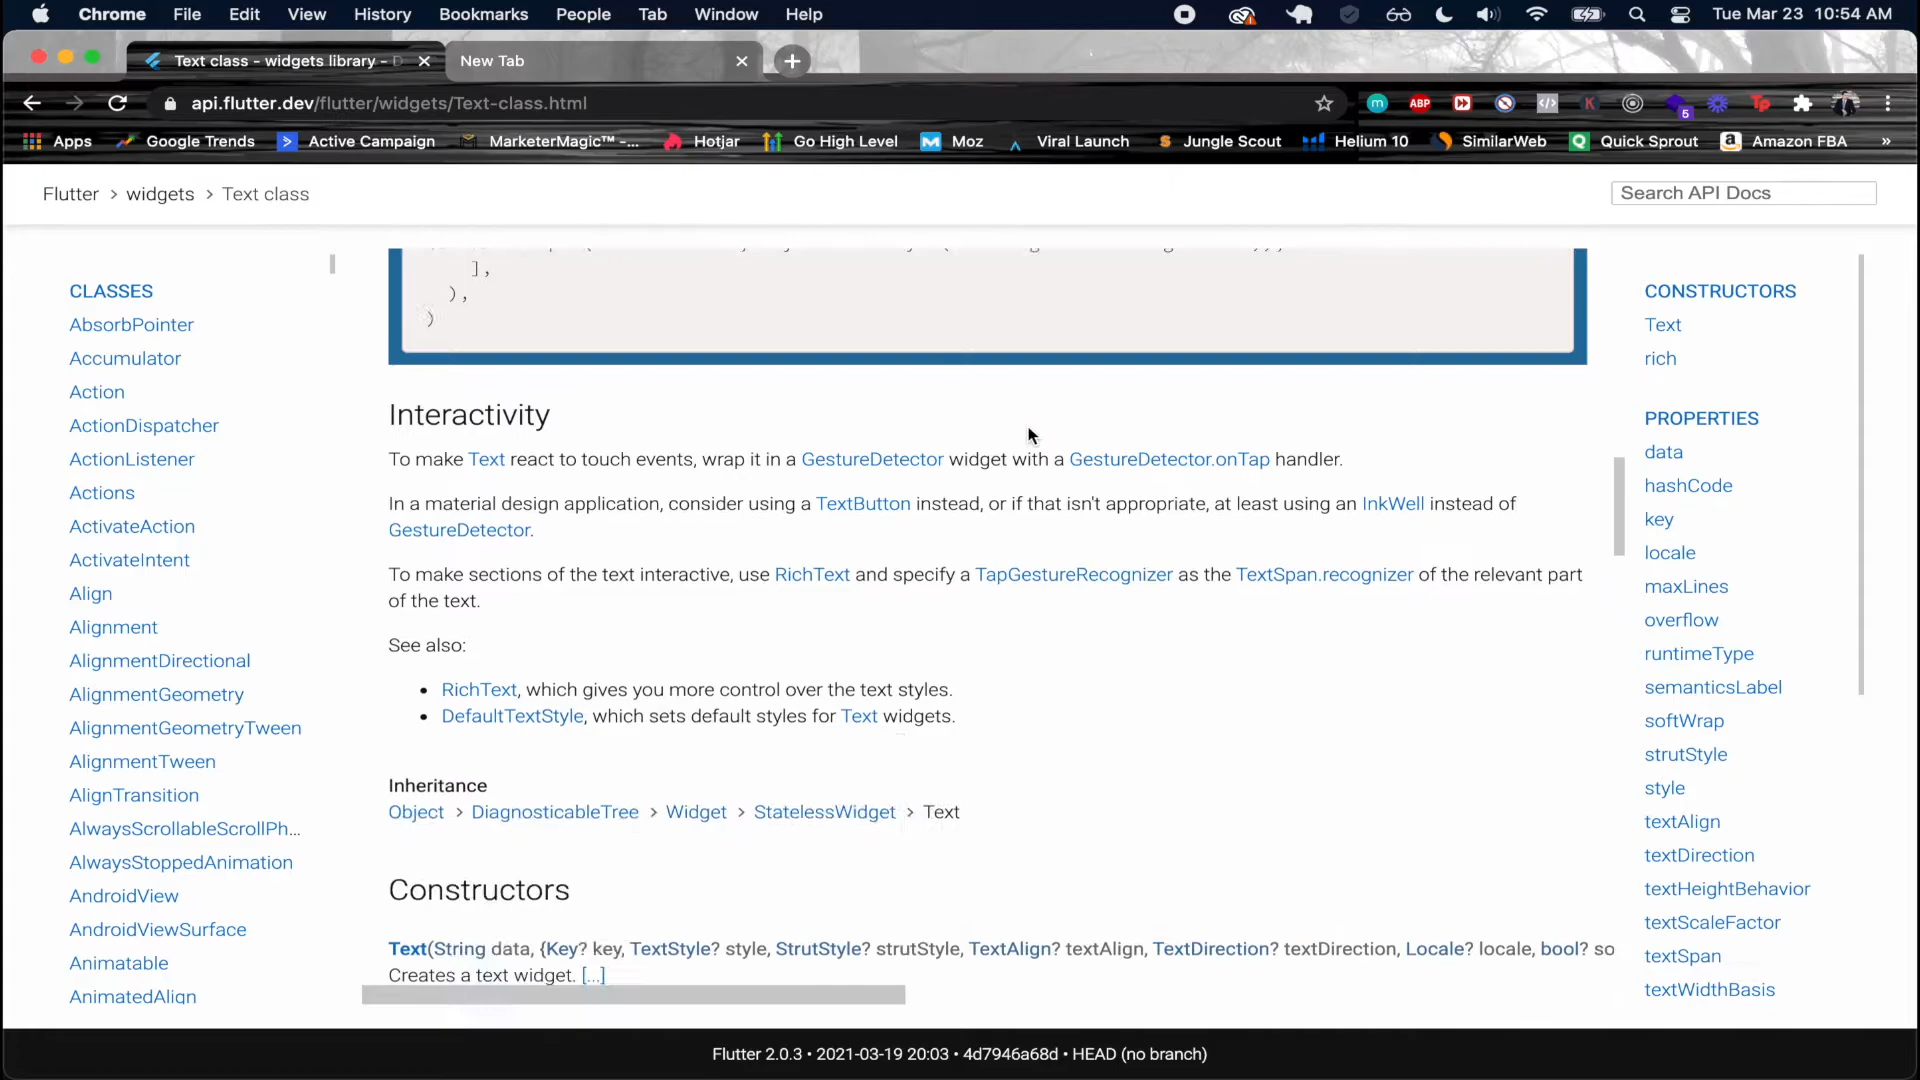 Chrome File Edit View History Bookmarks People Tab Window Help Tue Mar 23 10:54 AM
Text class - widgets library - D New Tab
api.flutter.dev/flutter/widgets/Text-class.html ABP 5
Apps Google Trends Active Campaign MarketerMagic™ -... Hotjar Go High Level Moz Viral Launch Jungle Scout Helium 10 SimilarWeb Quick Sprout Amazon FBA »
Flutter > widgets > Text class
Search API Docs
CLASSES
AbsorbPointer
Accumulator
Action
ActionDispatcher
ActionListener
Actions
ActivateAction
ActivateIntent
Align
Alignment
AlignmentDirectional
AlignmentGeometry
AlignmentGeometryTween
AlignmentTween
AlignTransition
AlwaysScrollableScrollPh...
AlwaysStoppedAnimation
AndroidView
AndroidViewSurface
Animatable
AnimatedAlign
],
),
)
Interactivity
To make Text react to touch events, wrap it in a GestureDetector widget with a GestureDetector.onTap handler.
In a material design application, consider using a TextButton instead, or if that isn't appropriate, at least using an InkWell instead of
GestureDetector.
To make sections of the text interactive, use RichText and specify a TapGestureRecognizer as the TextSpan.recognizer of the relevant part
of the text.
See also:
• RichText, which gives you more control over the text styles.
• DefaultTextStyle, which sets default styles for Text widgets.
Inheritance
Object > DiagnosticableTree > Widget > StatelessWidget > Text
Constructors
Text(String data, {Key? key, TextStyle? style, StrutStyle? strutStyle, TextAlign? textAlign, TextDirection? textDirection, Locale? locale, bool? so
Creates a text widget. [...]
CONSTRUCTORS
Text
rich
PROPERTIES
data
hashCode
key
locale
maxLines
overflow
runtimeType
semanticsLabel
softWrap
strutStyle
style
textAlign
textDirection
textHeightBehavior
textScaleFactor
textSpan
textWidthBasis
Flutter 2.0.3 • 2021-03-19 20:03 • 4d7946a68d • HEAD (no branch)